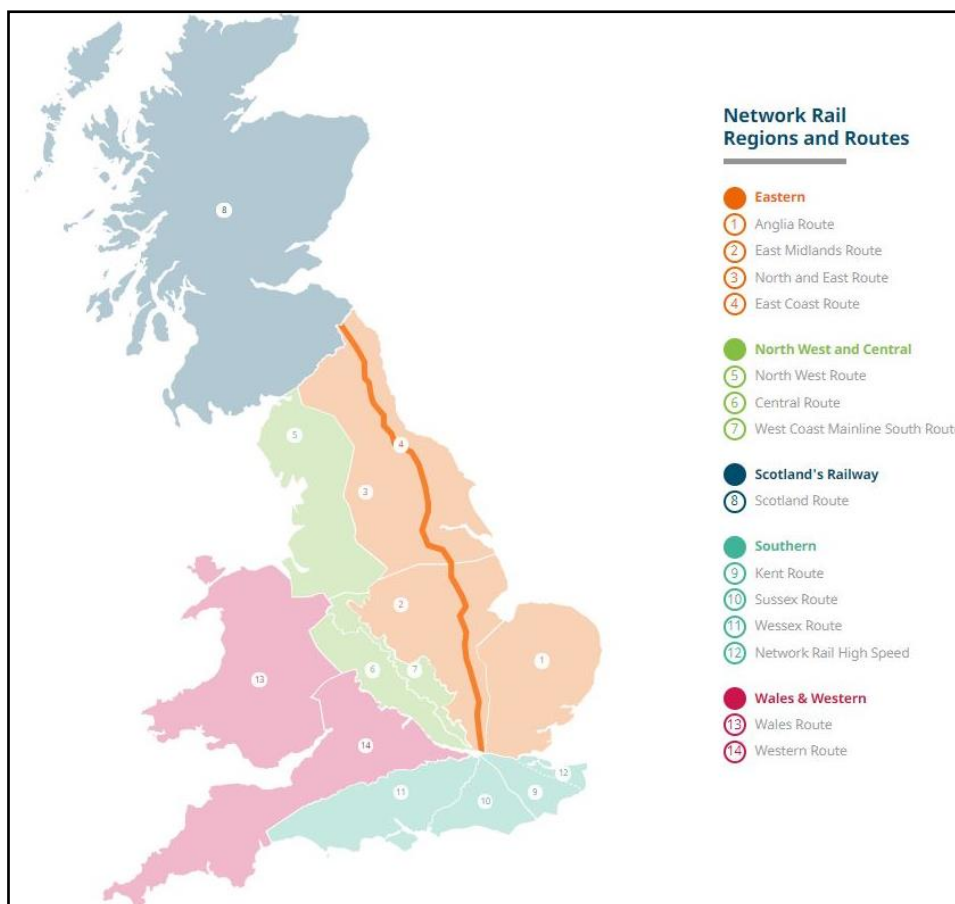 Network Rail
Regions and Routes
Eastern
1 Anglia Route
2 East Midlands Route
3 North and East Route
4 East Coast Route
North West and Central
5 North West Route
6 Central Route
7 West Coast Mainline South Rout
Scotland's Railway
8 Scotland Route
Southern
9 Kent Route
10 Sussex Route
11 Wessex Route
12 Network Rail High Speed
Wales & Western
13 Wales Route
14 Western Route
8
5
4
3
2
1
7
6
13
14
12
11
10
9